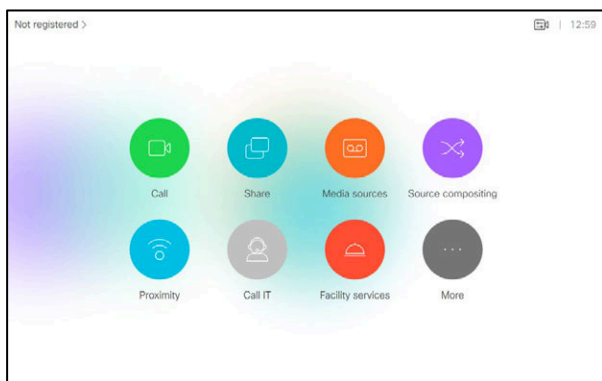 Not registered >
12:59
Call
Share
Media sources
Source compositing
Proximity
Call IT
Facility services
More